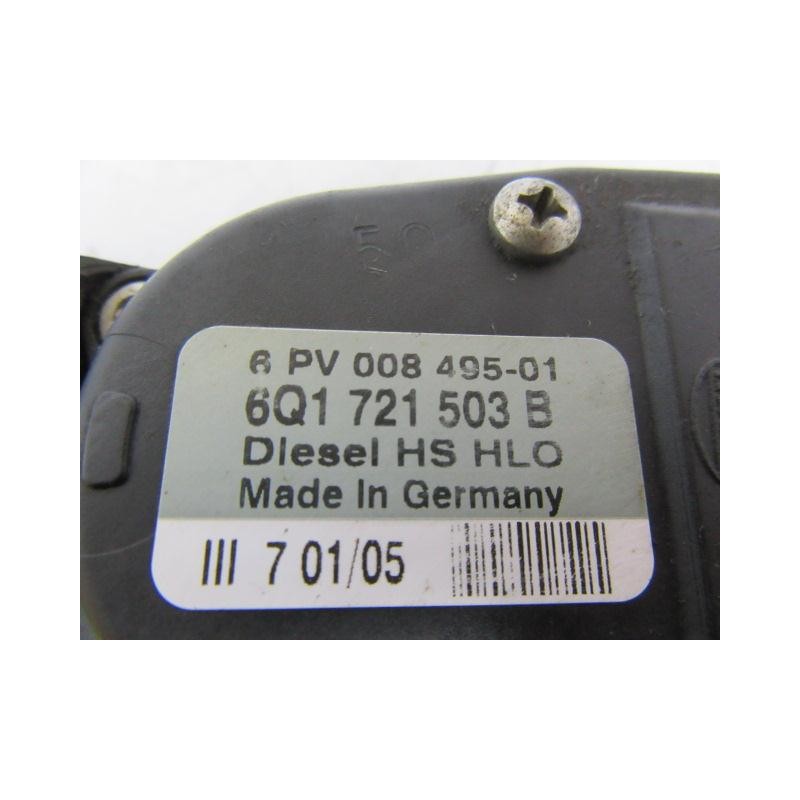 6 PV 008 495-01
6Q1 721 503 B
Diesel HS HLO
Made In Germany
III 7 01/05